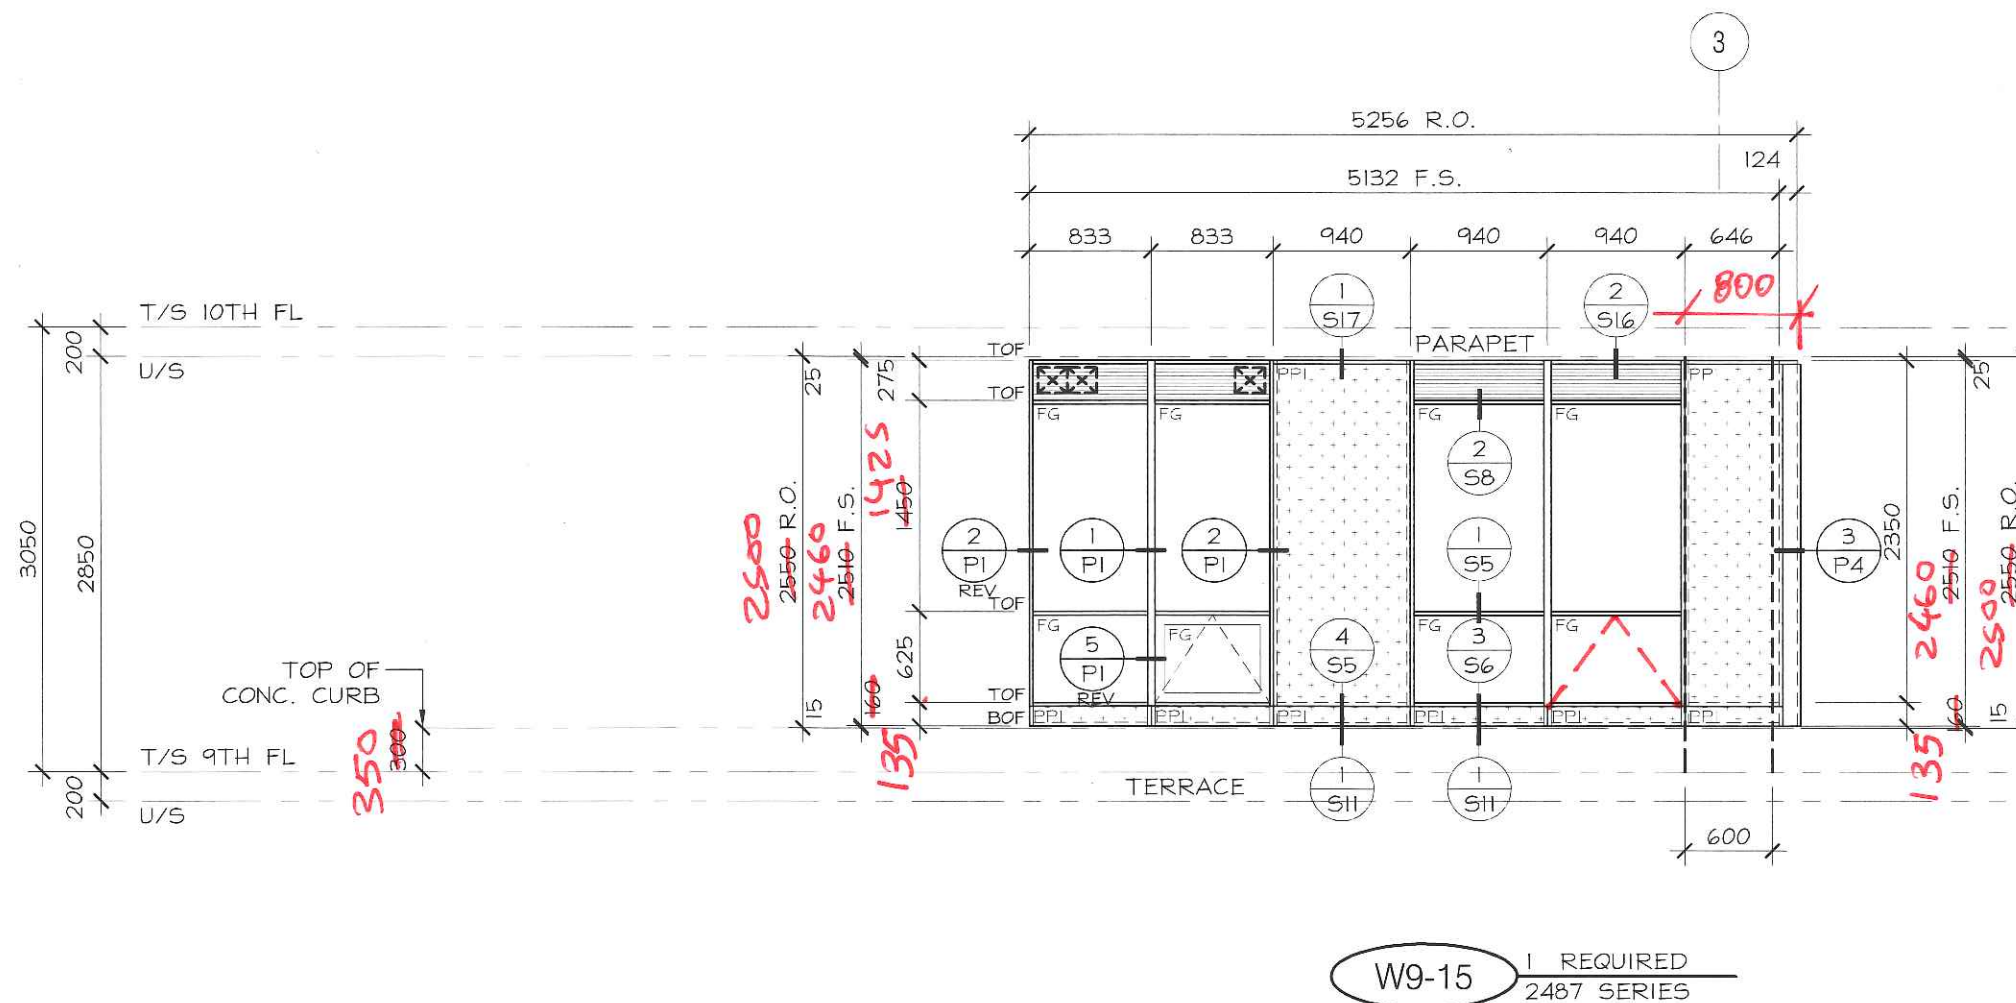 3
5256 R.O.
124
5132 F.S.
833 833 940 940 940 646
800
1
S17
2
S16
T/S 10TH FL
200
U/S
PARAPET
TOF
25
275
TOF
PP1
PP
25
FG FG FG FG
1425
1450
2
S8
2500
2550 R.O.
2460
2510 F.S.
3050
2850
2
P1
REV
1
P1
2
P1
1
S5
3
P4
2350
2460
2510 F.S.
2500
2550 R.O.
TOF
FG FG FG FG
625
5
P1
REV
4
S5
3
S6
TOP OF
CONC. CURB
TOF
BOF
15
160
135
PP1 PP1 PP1 PP1 PP1 PP
160
135
15
350
300
T/S 9TH FL
200
U/S
TERRACE
1
S11
1
S11
600
W9-15
1 REQUIRED
2487 SERIES